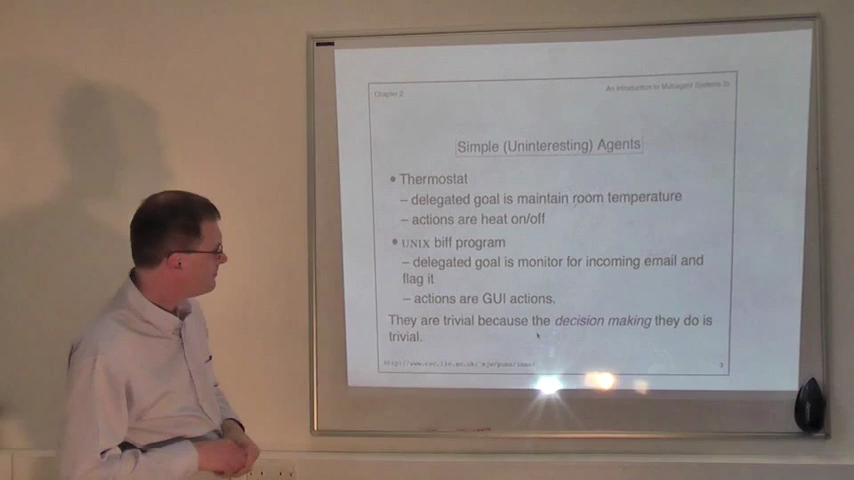 Chapter 2
An Introduction to Multiagent Systems 2e
Simple (Uninteresting) Agents
• Thermostat
– delegated goal is maintain room temperature
– actions are heat on/off
• UNIX biff program
– delegated goal is monitor for incoming email and
flag it
– actions are GUI actions.
They are trivial because the decision making they do is
trivial.
3